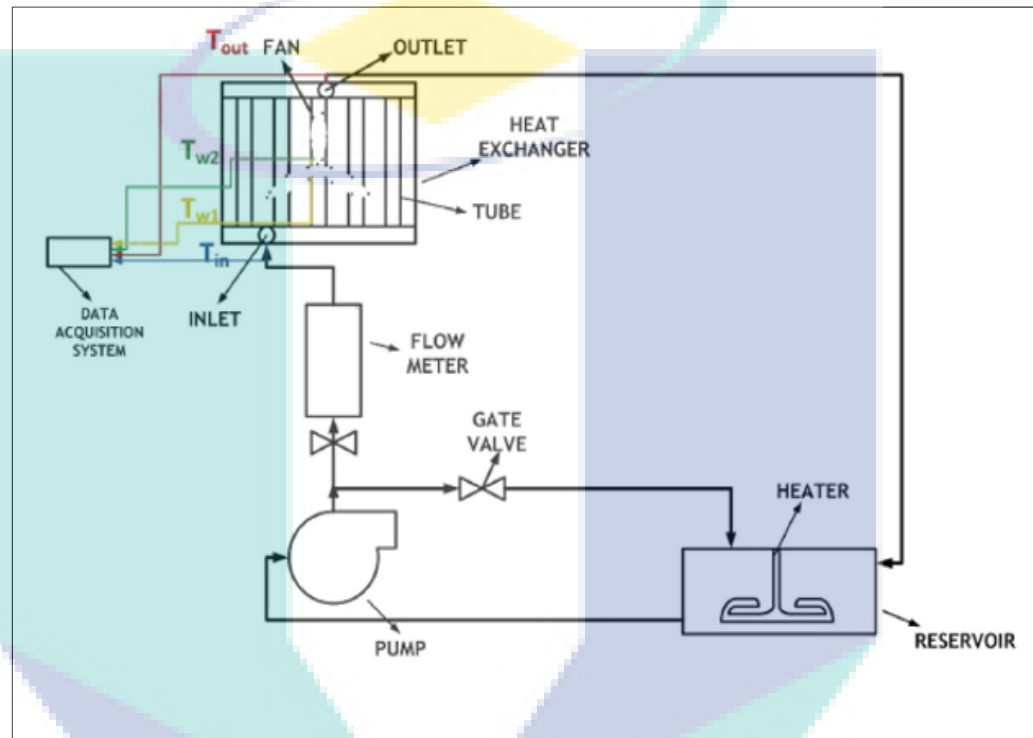 Tout FAN OUTLET
HEAT
EXCHANGER
Tw2
TUBE
Tw1
Tin
INLET
DATA
ACQUISITION
SYSTEM
FLOW
METER
GATE
VALVE
HEATER
PUMP
RESERVOIR